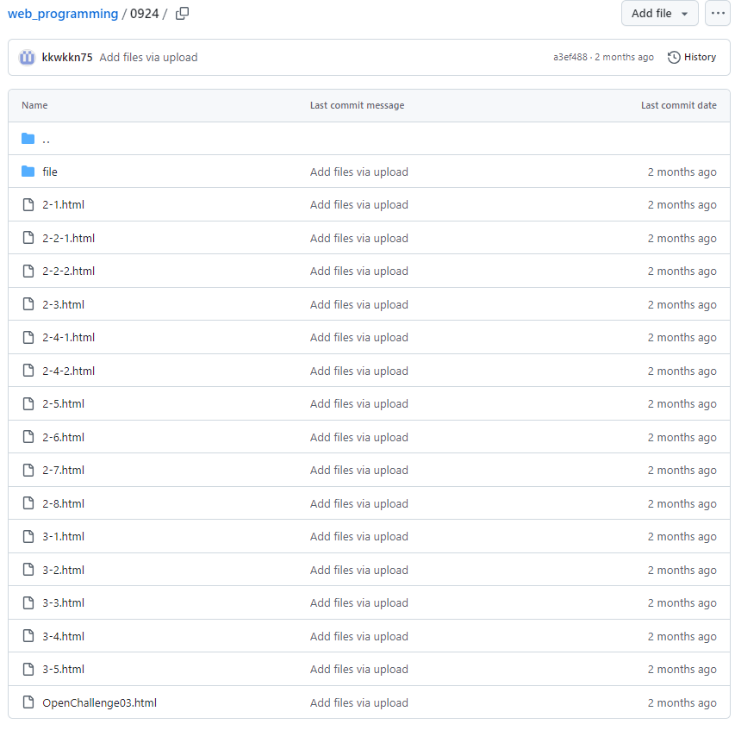 web_programming / 0924 /
Add file
kkwkkn75 Add files via upload a3ef488 · 2 months ago History
Name Last commit message Last commit date
..
file Add files via upload 2 months ago
2-1.html Add files via upload 2 months ago
2-2-1.html Add files via upload 2 months ago
2-2-2.html Add files via upload 2 months ago
2-3.html Add files via upload 2 months ago
2-4-1.html Add files via upload 2 months ago
2-4-2.html Add files via upload 2 months ago
2-5.html Add files via upload 2 months ago
2-6.html Add files via upload 2 months ago
2-7.html Add files via upload 2 months ago
2-8.html Add files via upload 2 months ago
3-1.html Add files via upload 2 months ago
3-2.html Add files via upload 2 months ago
3-3.html Add files via upload 2 months ago
3-4.html Add files via upload 2 months ago
3-5.html Add files via upload 2 months ago
OpenChallenge03.html Add files via upload 2 months ago